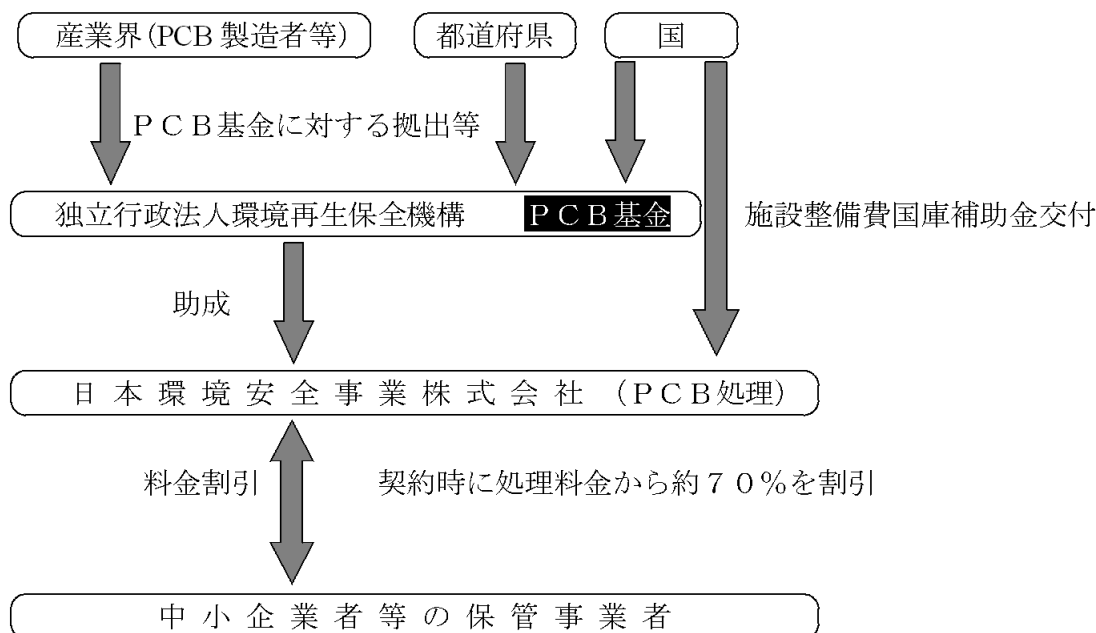 産業界(PCB 製造者等) 都道府県 国
ＰＣＢ基金に対する拠出等
独立行政法人環境再生保全機構 ＰＣＢ基金 施設整備費国庫補助金交付
助成
日本環境安全事業株式会社（ＰＣＢ処理）
料金割引 契約時に処理料金から約７０％を割引
中小企業者等の保管事業者